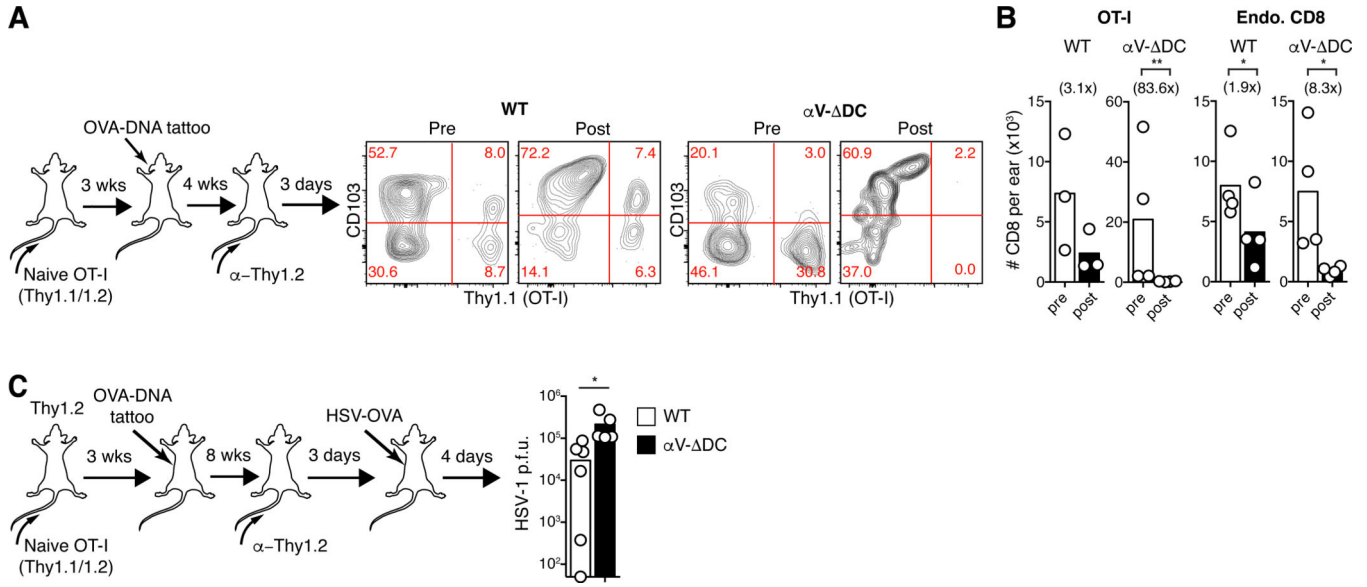 A
OVA-DNA tattoo
3 wks
4 wks
3 days
Naive OT-I
(Thy1.1/1.2)
α–Thy1.2
WT
Pre
Post
αV-ΔDC
Pre
Post
CD103
52.7
8.0
30.6
8.7
72.2
7.4
14.1
6.3
Thy1.1 (OT-I)
CD103
20.1
3.0
46.1
30.8
60.9
2.2
37.0
0.0
Thy1.1 (OT-I)
B
OT-I
Endo. CD8
WT
αV-ΔDC
WT
αV-ΔDC
**
*
*
(3.1x)
(83.6x)
(1.9x)
(8.3x)
# CD8 per ear (x10³)
15
10
5
0
60
40
20
0
15
10
5
0
15
10
5
0
pre
post
pre
post
pre
post
pre
post
C
Thy1.2
OVA-DNA
tattoo
HSV-OVA
3 wks
8 wks
3 days
4 days
Naive OT-I
(Thy1.1/1.2)
α–Thy1.2
HSV-1 p.f.u.
10⁶
10⁵
10⁴
10³
10²
*
WT
αV-ΔDC